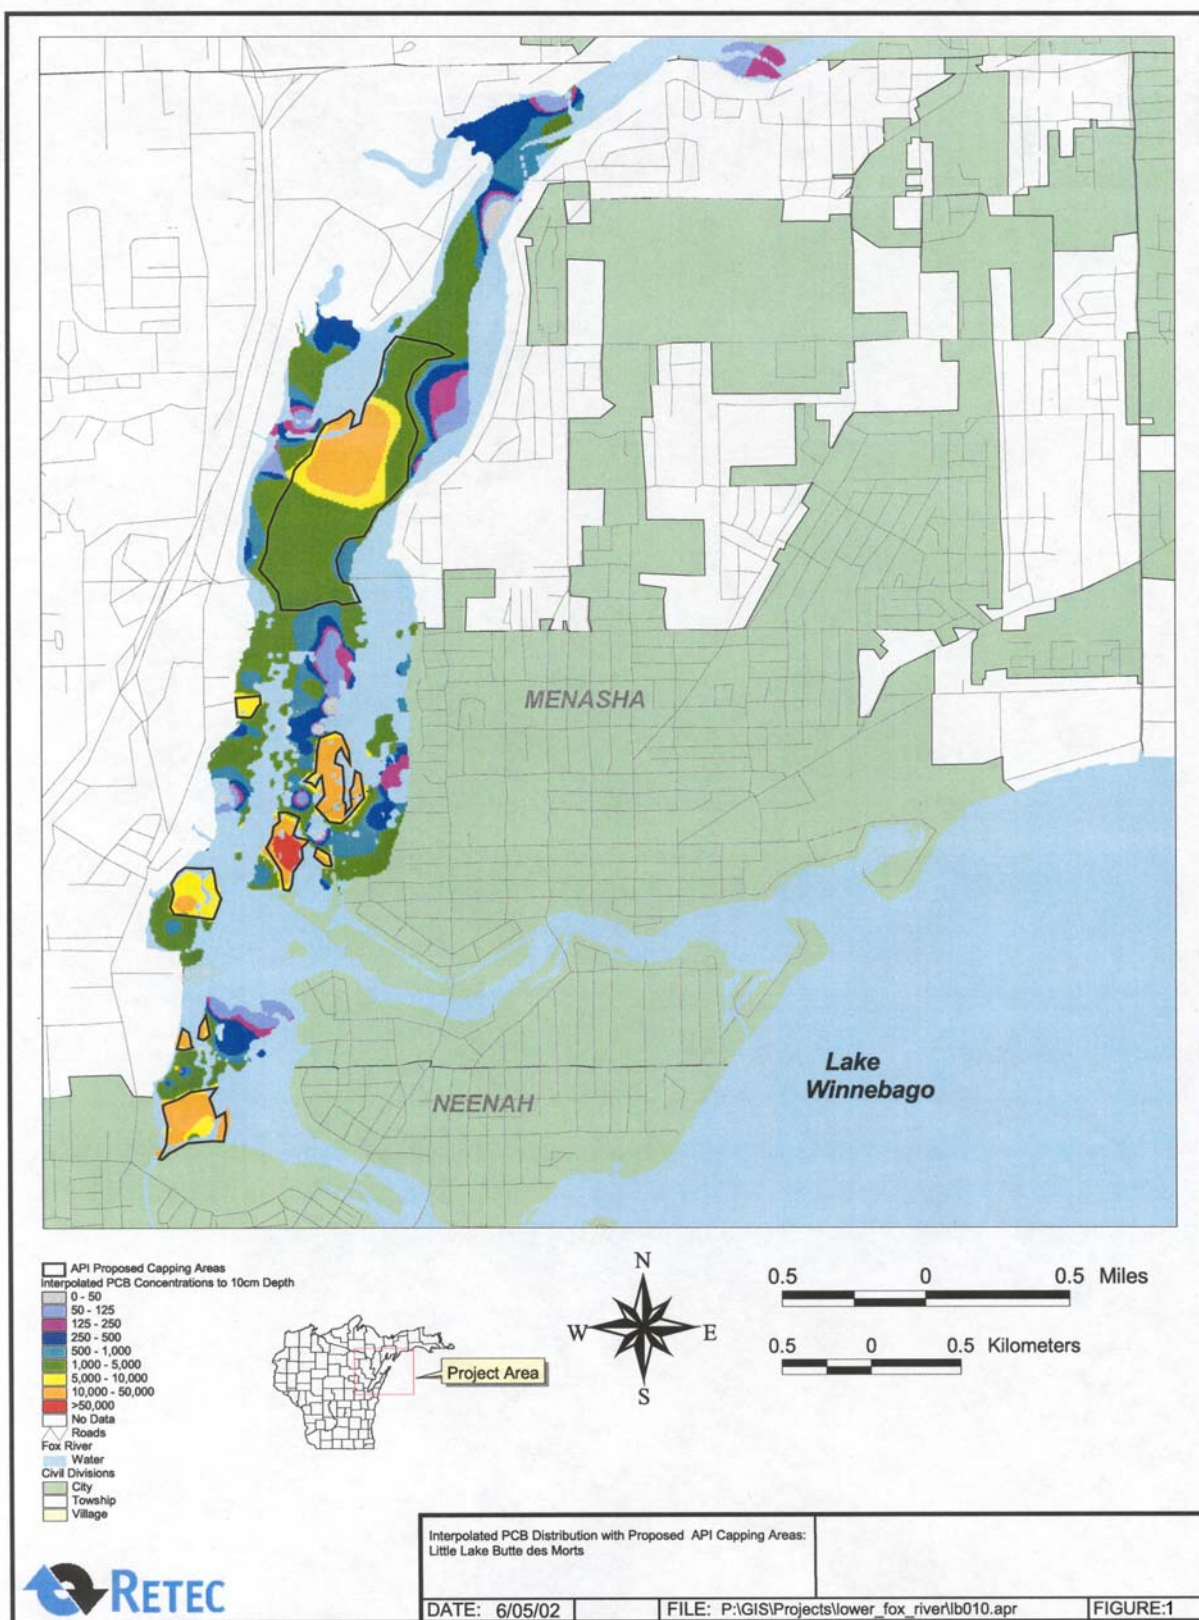 MENASHA
Lake
Winnebago
NEENAH
API Proposed Capping Areas
Interpolated PCB Concentrations to 10cm Depth
0 - 50
50 - 125
125 - 250
250 - 500
500 - 1,000
1,000 - 5,000
5,000 - 10,000
10,000 - 50,000
>50,000
No Data
Roads
Fox River
Water
Civil Divisions
City
Towship
Village
Project Area
N
W E
S
0.5 0 0.5 Miles
0.5 0 0.5 Kilometers
Interpolated PCB Distribution with Proposed API Capping Areas:
Little Lake Butte des Morts
RETEC
DATE: 6/05/02 FILE: P:\GIS\Projects\lower_fox_river\lb010.apr FIGURE:1